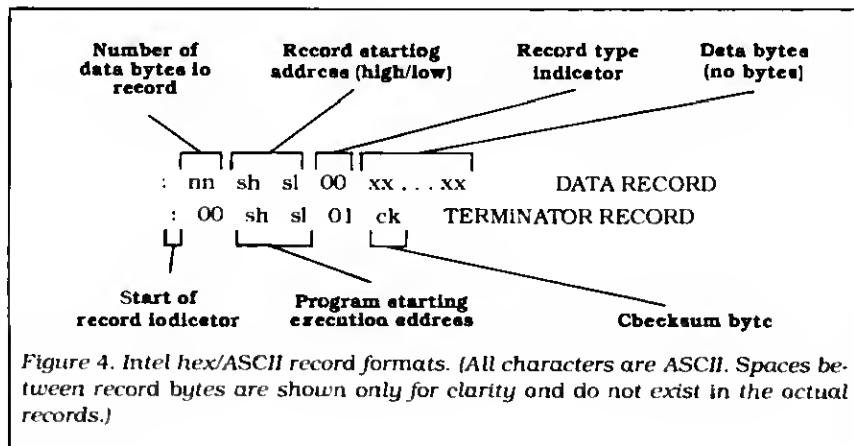 Number of
data bytes io
record
Record starting
address (high/low)
Record type
indicator
Data bytes
(no bytes)
: nn sh sl 00 xx . . . xx DATA RECORD
: 00 sh sl 01 ck TERMINATOR RECORD
Start of
record iodicetor
Program starting
execution address
Cbecksum byte
Figure 4. Intel hex/ASCII record formats. (All characters are ASCII. Spaces be-
tween record bytes are shown only for clarity and do not exist in the actual
records.)